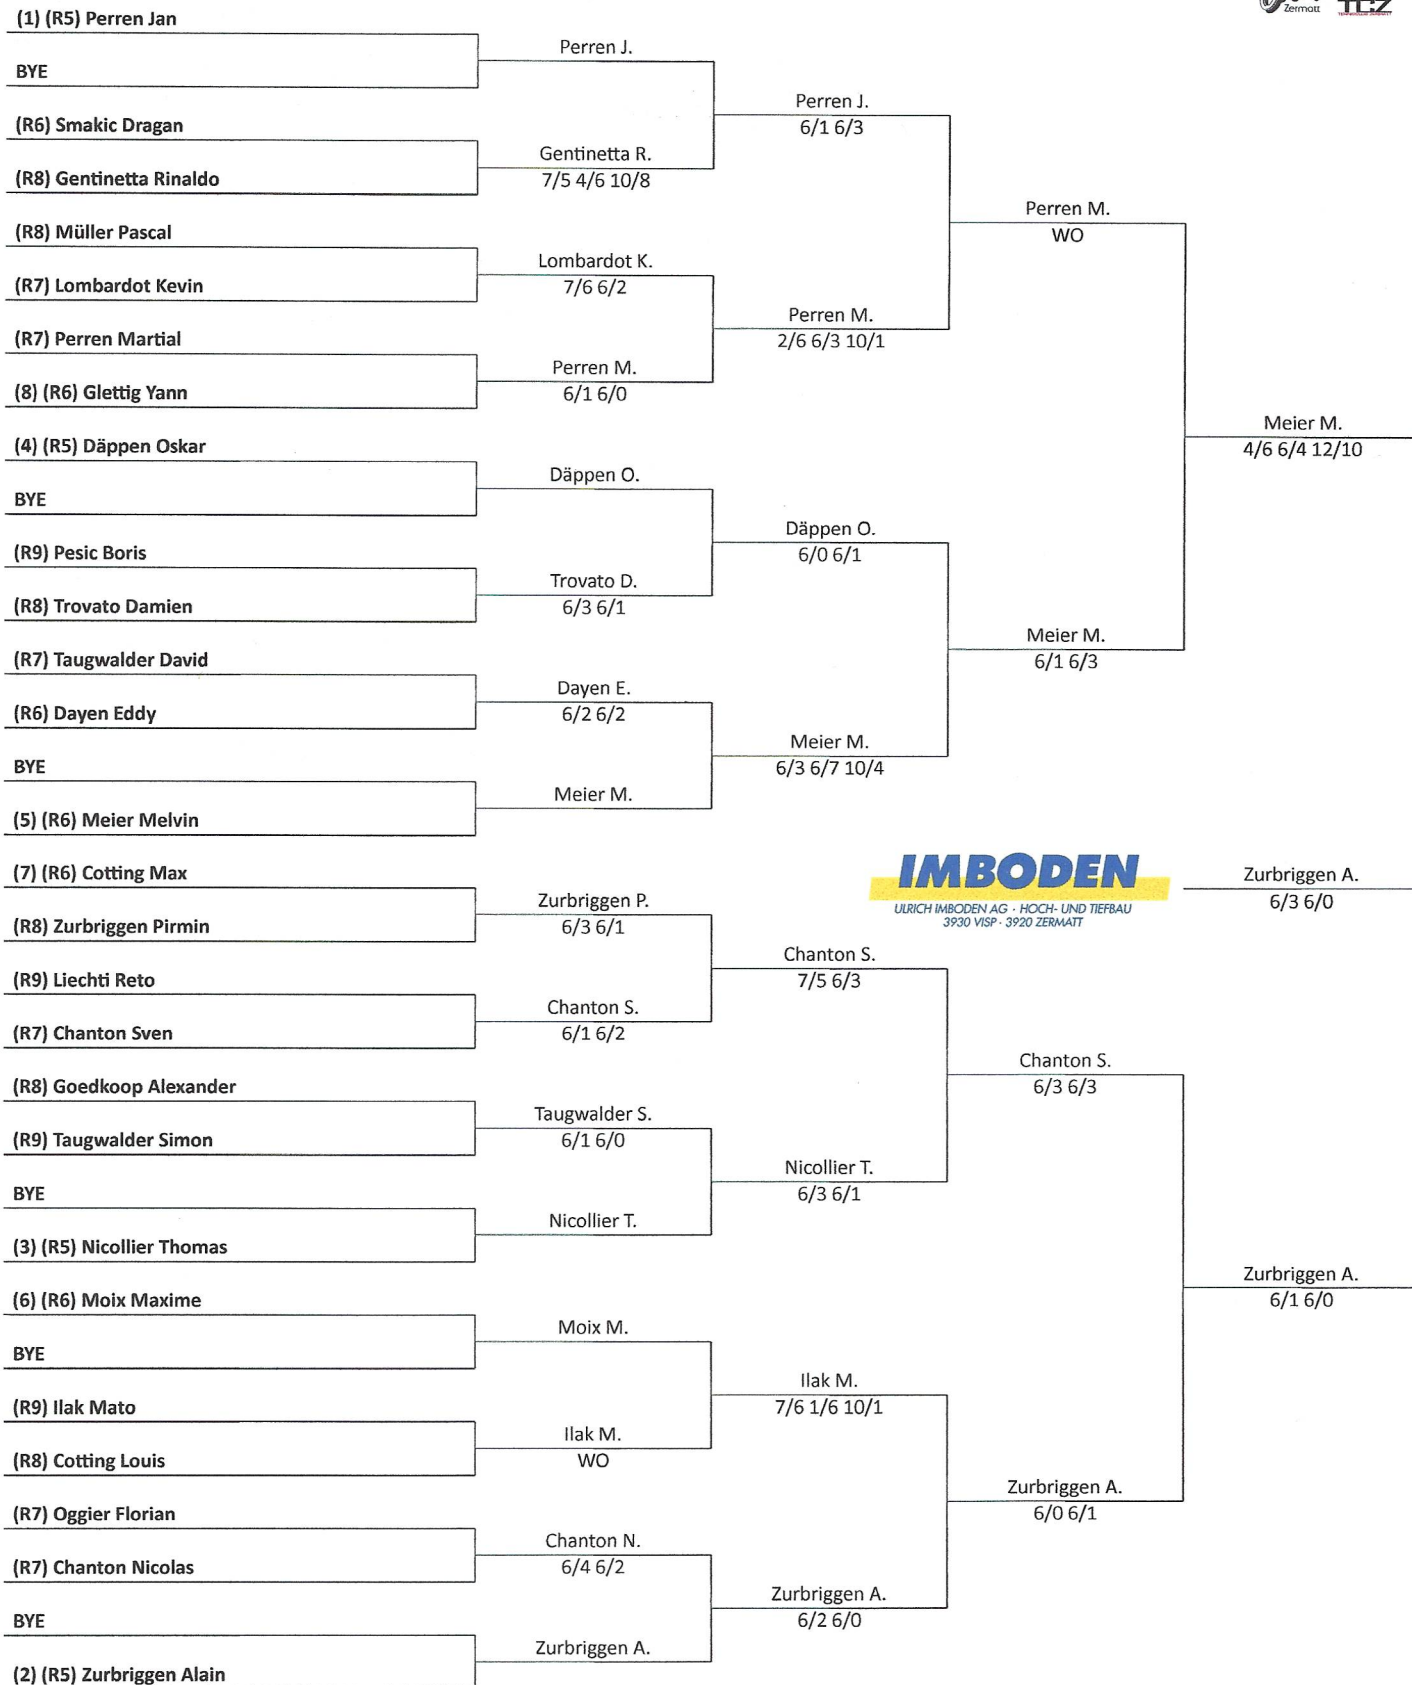 Zermatt
TC:Z
(1) (R5) Perren Jan
BYE
(R6) Smakic Dragan
(R8) Gentinetta Rinaldo
(R8) Müller Pascal
(R7) Lombardot Kevin
(R7) Perren Martial
(8) (R6) Glettig Yann
(4) (R5) Däppen Oskar
BYE
(R9) Pesic Boris
(R8) Trovato Damien
(R7) Taugwalder David
(R6) Dayen Eddy
BYE
(5) (R6) Meier Melvin
(7) (R6) Cotting Max
(R8) Zurbriggen Pirmin
(R9) Liechti Reto
(R7) Chanton Sven
(R8) Goedkoop Alexander
(R9) Taugwalder Simon
BYE
(3) (R5) Nicollier Thomas
(6) (R6) Moix Maxime
BYE
(R9) Ilak Mato
(R8) Cotting Louis
(R7) Oggier Florian
(R7) Chanton Nicolas
BYE
(2) (R5) Zurbriggen Alain
Perren J.
Gentinetta R.
7/5 4/6 10/8
Lombardot K.
7/6 6/2
Perren M.
6/1 6/0
Däppen O.
Trovato D.
6/3 6/1
Dayen E.
6/2 6/2
Meier M.
Zurbriggen P.
6/3 6/1
Chanton S.
6/1 6/2
Taugwalder S.
6/1 6/0
Nicollier T.
Moix M.
Ilak M.
WO
Chanton N.
6/4 6/2
Zurbriggen A.
Perren J.
6/1 6/3
Perren M.
2/6 6/3 10/1
Däppen O.
6/0 6/1
Meier M.
6/3 6/7 10/4
Chanton S.
7/5 6/3
Nicollier T.
6/3 6/1
Ilak M.
7/6 1/6 10/1
Zurbriggen A.
6/2 6/0
Perren M.
WO
Meier M.
6/1 6/3
Chanton S.
6/3 6/3
Zurbriggen A.
6/0 6/1
Meier M.
4/6 6/4 12/10
Zurbriggen A.
6/1 6/0
IMBODEN
ULRICH IMBODEN AG · HOCH- UND TIEFBAU
3930 VISP · 3920 ZERMATT
Zurbriggen A.
6/3 6/0